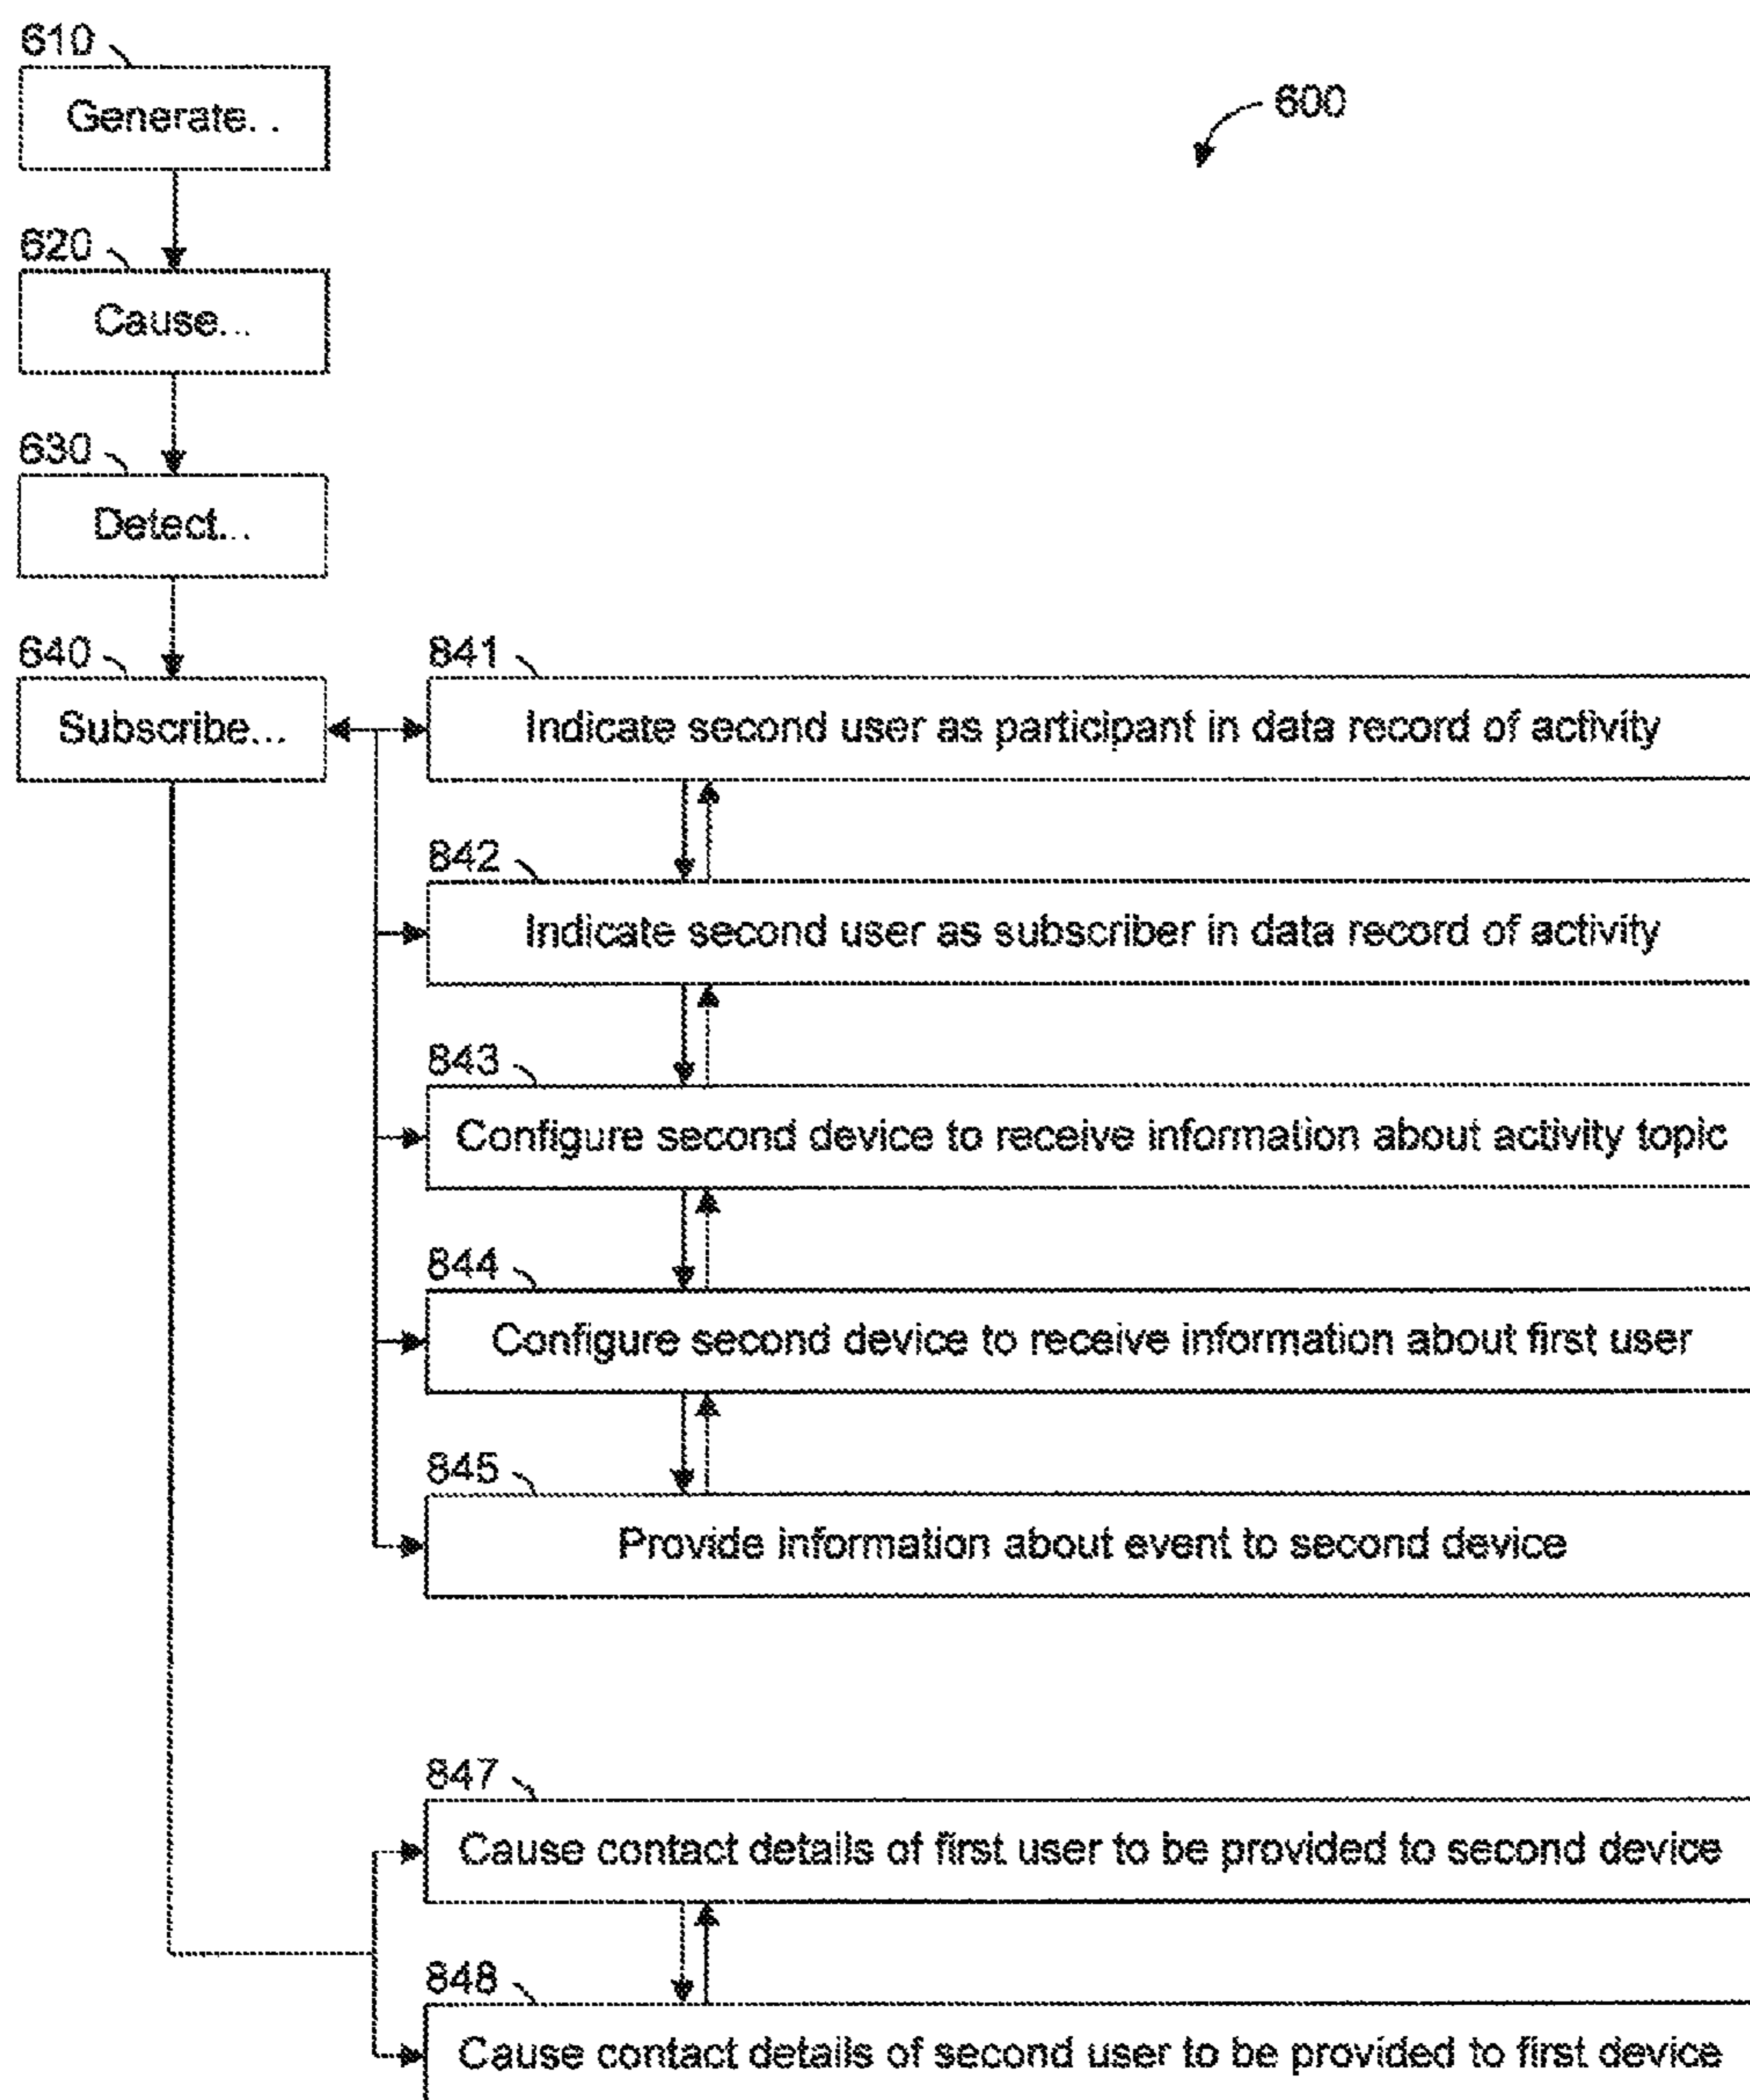 610
Generate...
600
620
Cause...
630
Detect...
640
Subscribe...
841
Indicate second user as participant in data record of activity
842
Indicate second user as subscriber in data record of activity
843
Configure second device to receive information about activity topic
844
Configure second device to receive information about first user
845
Provide information about event to second device
847
Cause contact details of first user to be provided to second device
848
Cause contact details of second user to be provided to first device